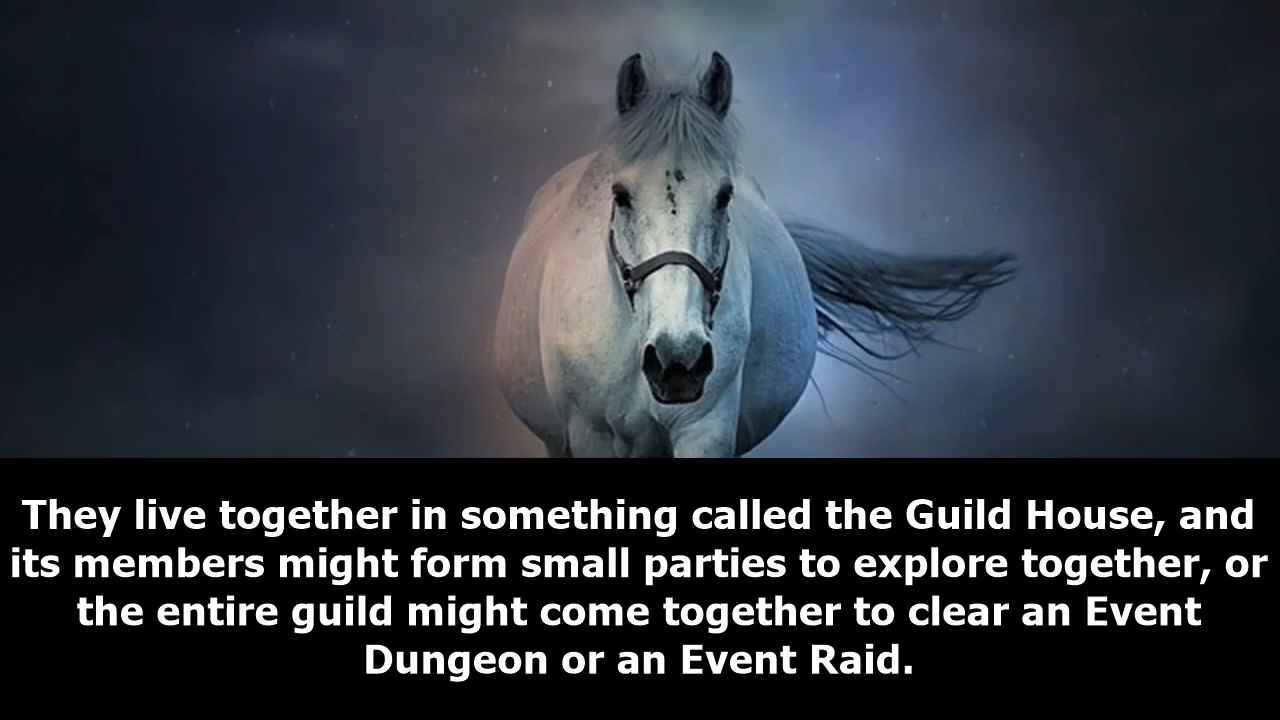 They live together in something called the Guild House, and
its members might form small parties to explore together, or
the entire guild might come together to clear an Event
Dungeon or an Event Raid.